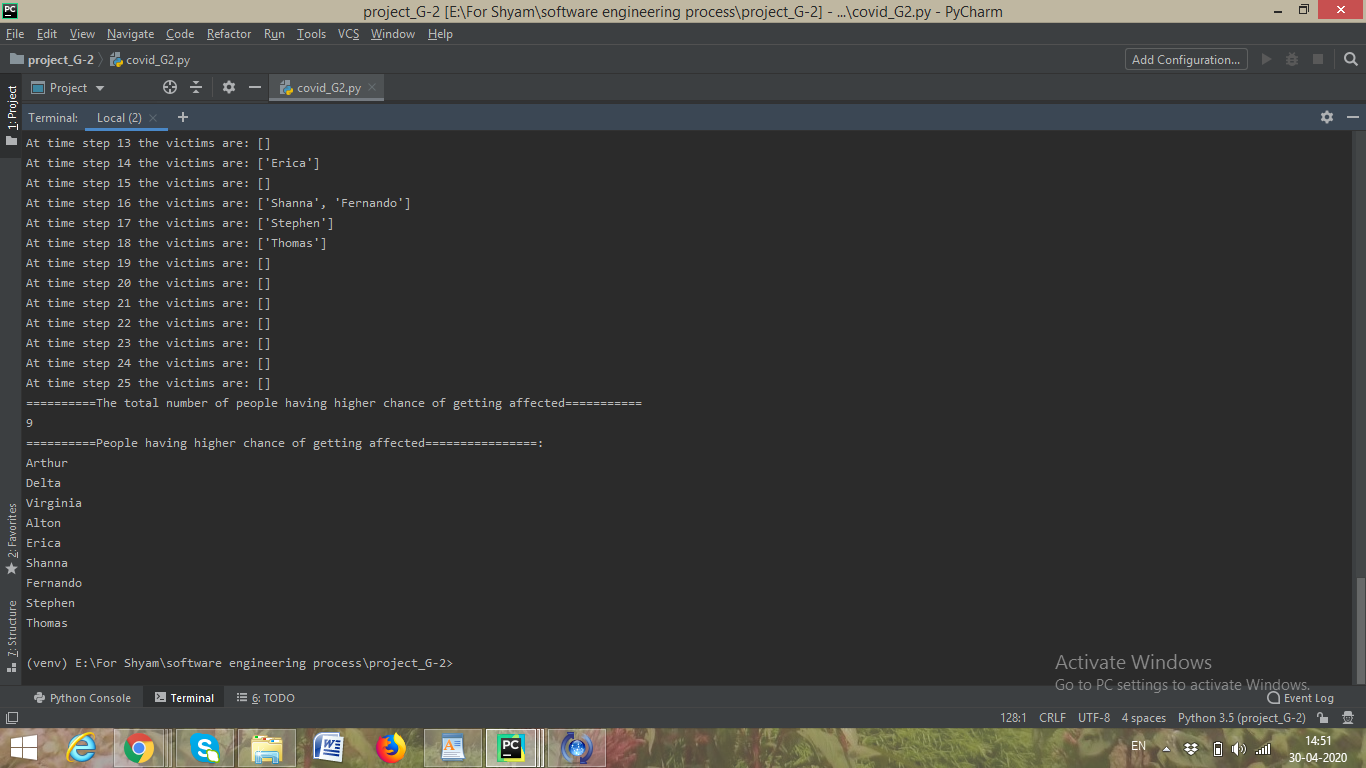 project_G-2 [E:\For Shyam\software engineering process\project_G-2] - ...\covid_G2.py - PyCharm
File Edit View Navigate Code Refactor Run Tools VCS Window Help
project_G-2 covid_G2.py Add Configuration...
Project covid_G2.py
1: Project
Terminal: Local (2) +
At time step 13 the victims are: []
At time step 14 the victims are: ['Erica']
At time step 15 the victims are: []
At time step 16 the victims are: ['Shanna', 'Fernando']
At time step 17 the victims are: ['Stephen']
At time step 18 the victims are: ['Thomas']
At time step 19 the victims are: []
At time step 20 the victims are: []
At time step 21 the victims are: []
At time step 22 the victims are: []
At time step 23 the victims are: []
At time step 24 the victims are: []
At time step 25 the victims are: []
==========The total number of people having higher chance of getting affected===========
9
==========People having higher chance of getting affected================:
Arthur
Delta
Virginia
Alton
Erica
Shanna
Fernando
Stephen
Thomas
(venv) E:\For Shyam\software engineering process\project_G-2>
2: Favorites
7: Structure
Activate Windows
Go to PC settings to activate Windows.
Python Console Terminal 6: TODO Event Log
128:1 CRLF UTF-8 4 spaces Python 3.5 (project_G-2)
EN 14:51
30-04-2020